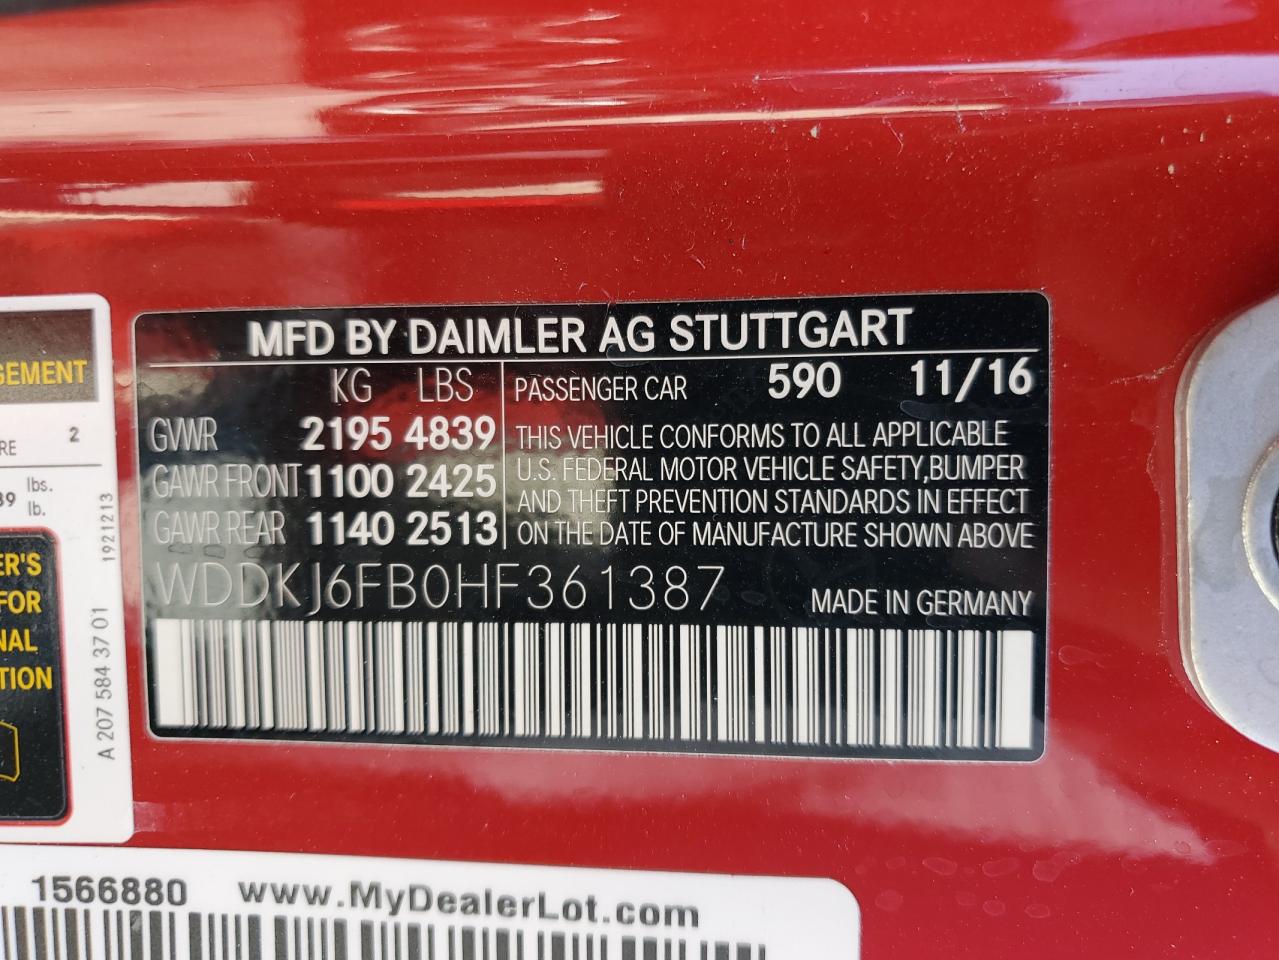 MFD BY DAIMLER AG STUTTGART
KG LBS
GVWR 2195 4839
GAWR FRONT 1100 2425
GAWR REAR 1140 2513
PASSENGER CAR 590 11/16
THIS VEHICLE CONFORMS TO ALL APPLICABLE
U.S. FEDERAL MOTOR VEHICLE SAFETY,BUMPER
AND THEFT PREVENTION STANDARDS IN EFFECT
ON THE DATE OF MANUFACTURE SHOWN ABOVE
WDDKJ6FB0HF361387 MADE IN GERMANY
GEMENT
RE 2
39 lbs.
lb.
ER'S
FOR
NAL
TION
1921213
A 207 584 37 01
1566880 www.MyDealerLot.com